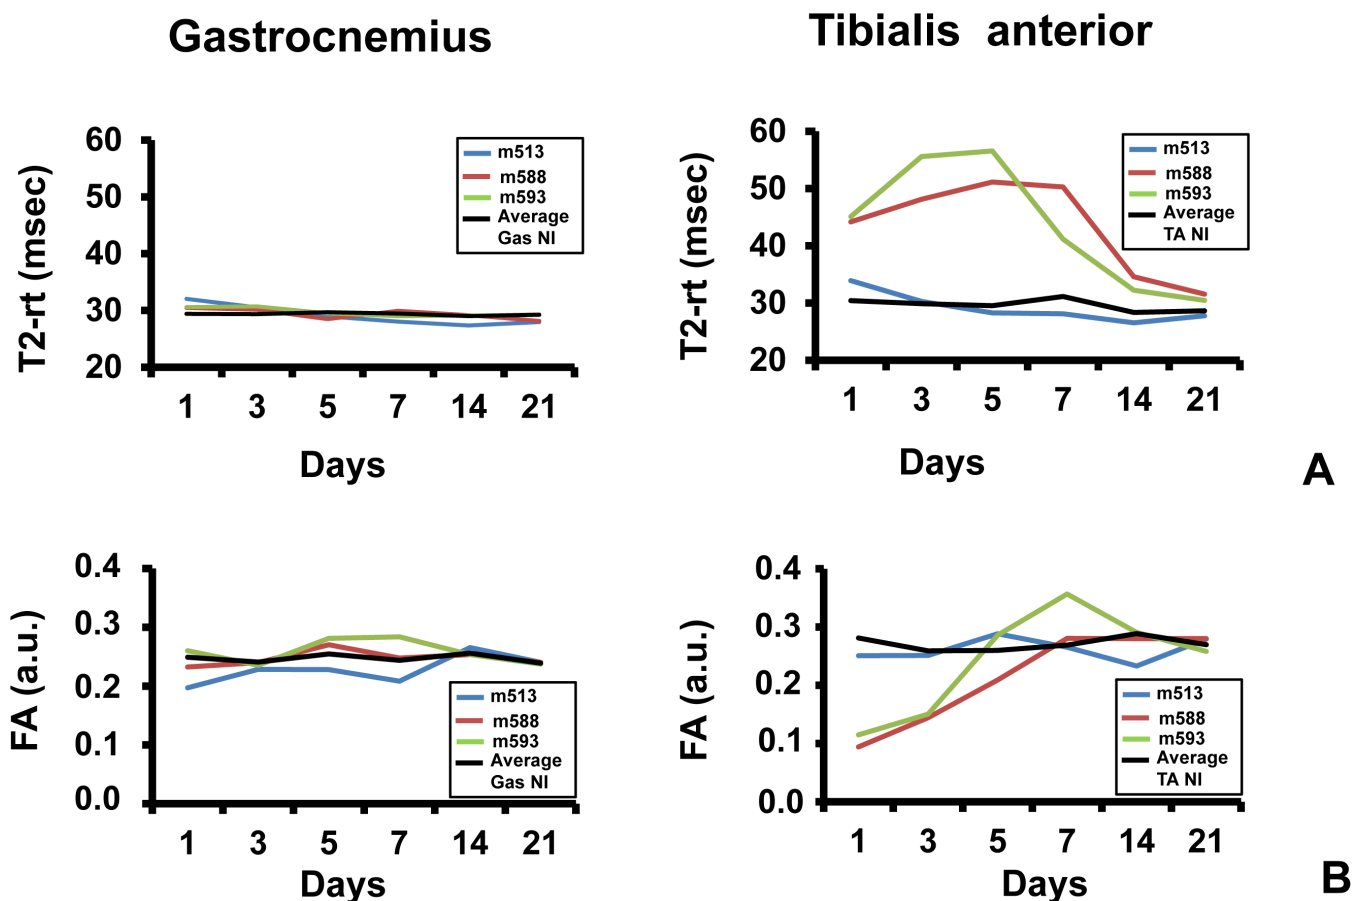 Gastrocnemius
T2-rt (msec)
60
50
40
30
20
m513
m588
m593
Average
Gas NI
1 3 5 7 14 21
Days
Tibialis anterior
T2-rt (msec)
60
50
40
30
20
m513
m588
m593
Average
TA NI
1 3 5 7 14 21
Days
A
FA (a.u.)
0.4
0.3
0.2
0.1
0.0
m513
m588
m593
Average
Gas NI
1 3 5 7 14 21
Days
FA (a.u.)
0.4
0.3
0.2
0.1
0.0
m513
m588
m593
Average
TA NI
1 3 5 7 14 21
Days
B